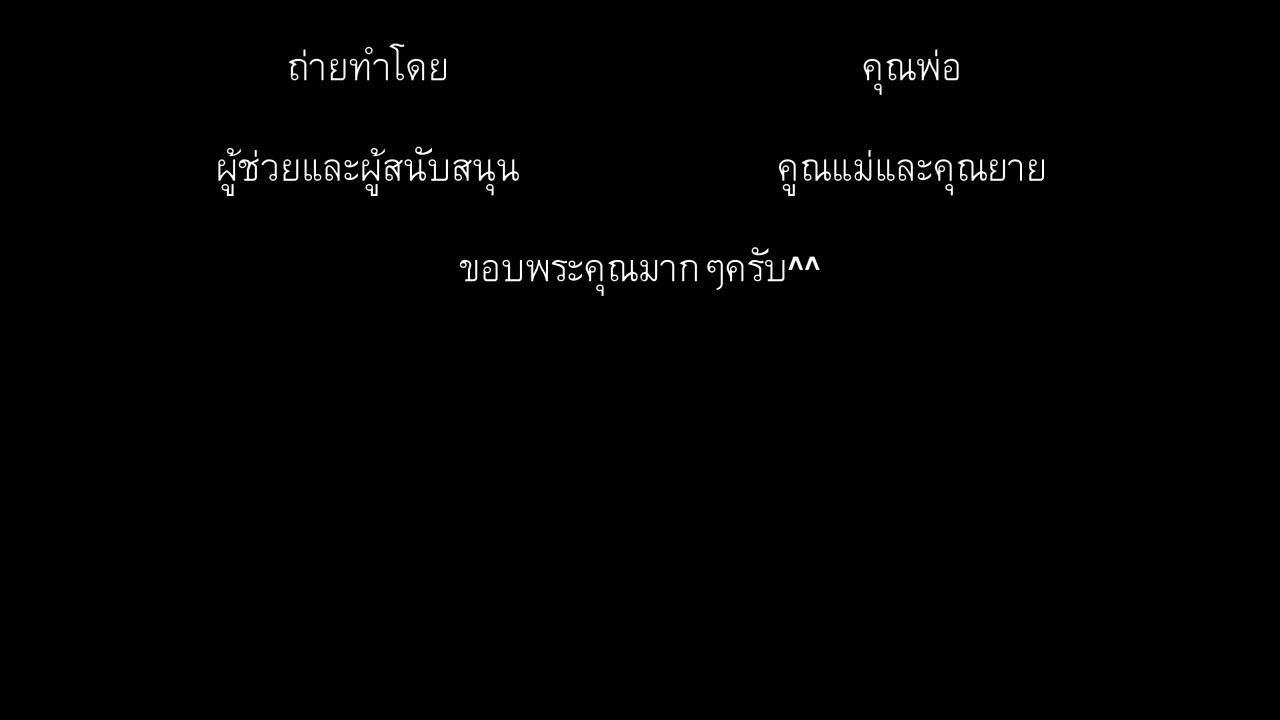 ถ่ายทำโดย คุณพ่อ
ผู้ช่วยและผู้สนับสนุน คูณแม่และคุณยาย
ขอบพระคุณมาก ๆครับ^^